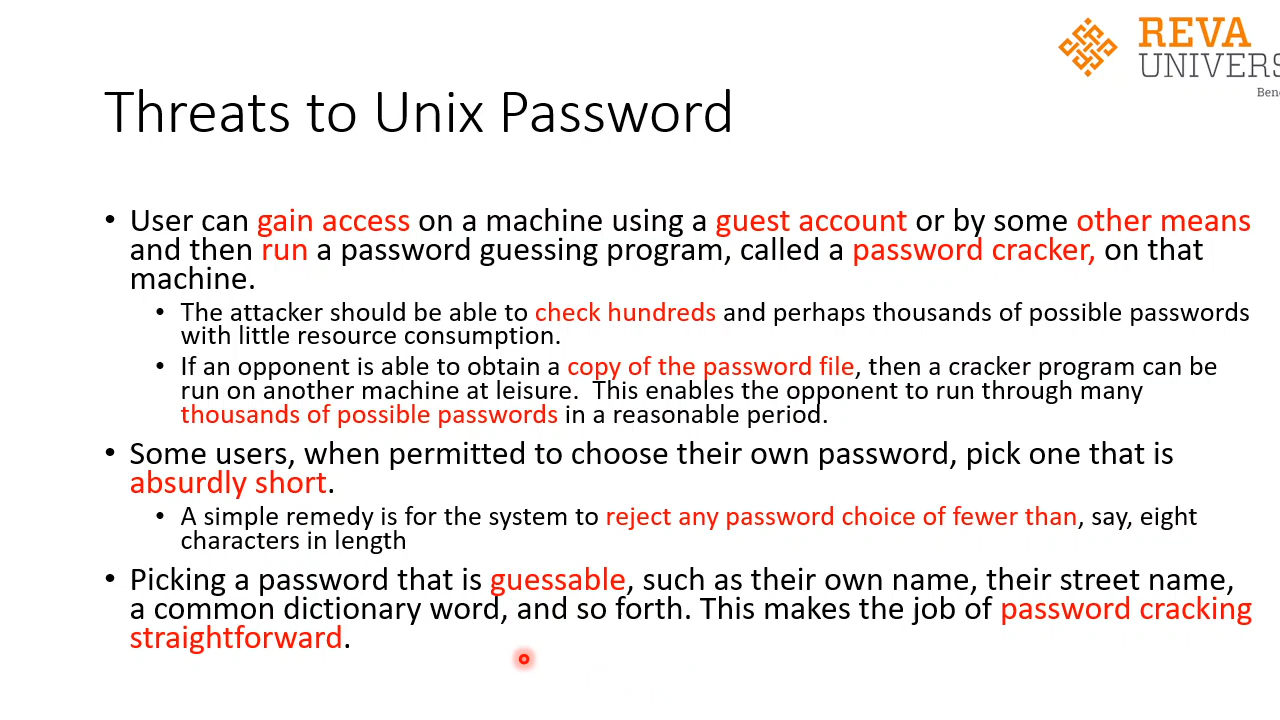 REVA
UNIVERS
Bene
Threats to Unix Password
• User can gain access on a machine using a guest account or by some other means
and then run a password guessing program, called a password cracker, on that
machine.
• The attacker should be able to check hundreds and perhaps thousands of possible passwords
with little resource consumption.
• If an opponent is able to obtain a copy of the password file, then a cracker program can be
run on another machine at leisure.  This enables the opponent to run through many
thousands of possible passwords in a reasonable period.
• Some users, when permitted to choose their own password, pick one that is
absurdly short.
• A simple remedy is for the system to reject any password choice of fewer than, say, eight
characters in length
• Picking a password that is guessable, such as their own name, their street name,
a common dictionary word, and so forth. This makes the job of password cracking
straightforward.